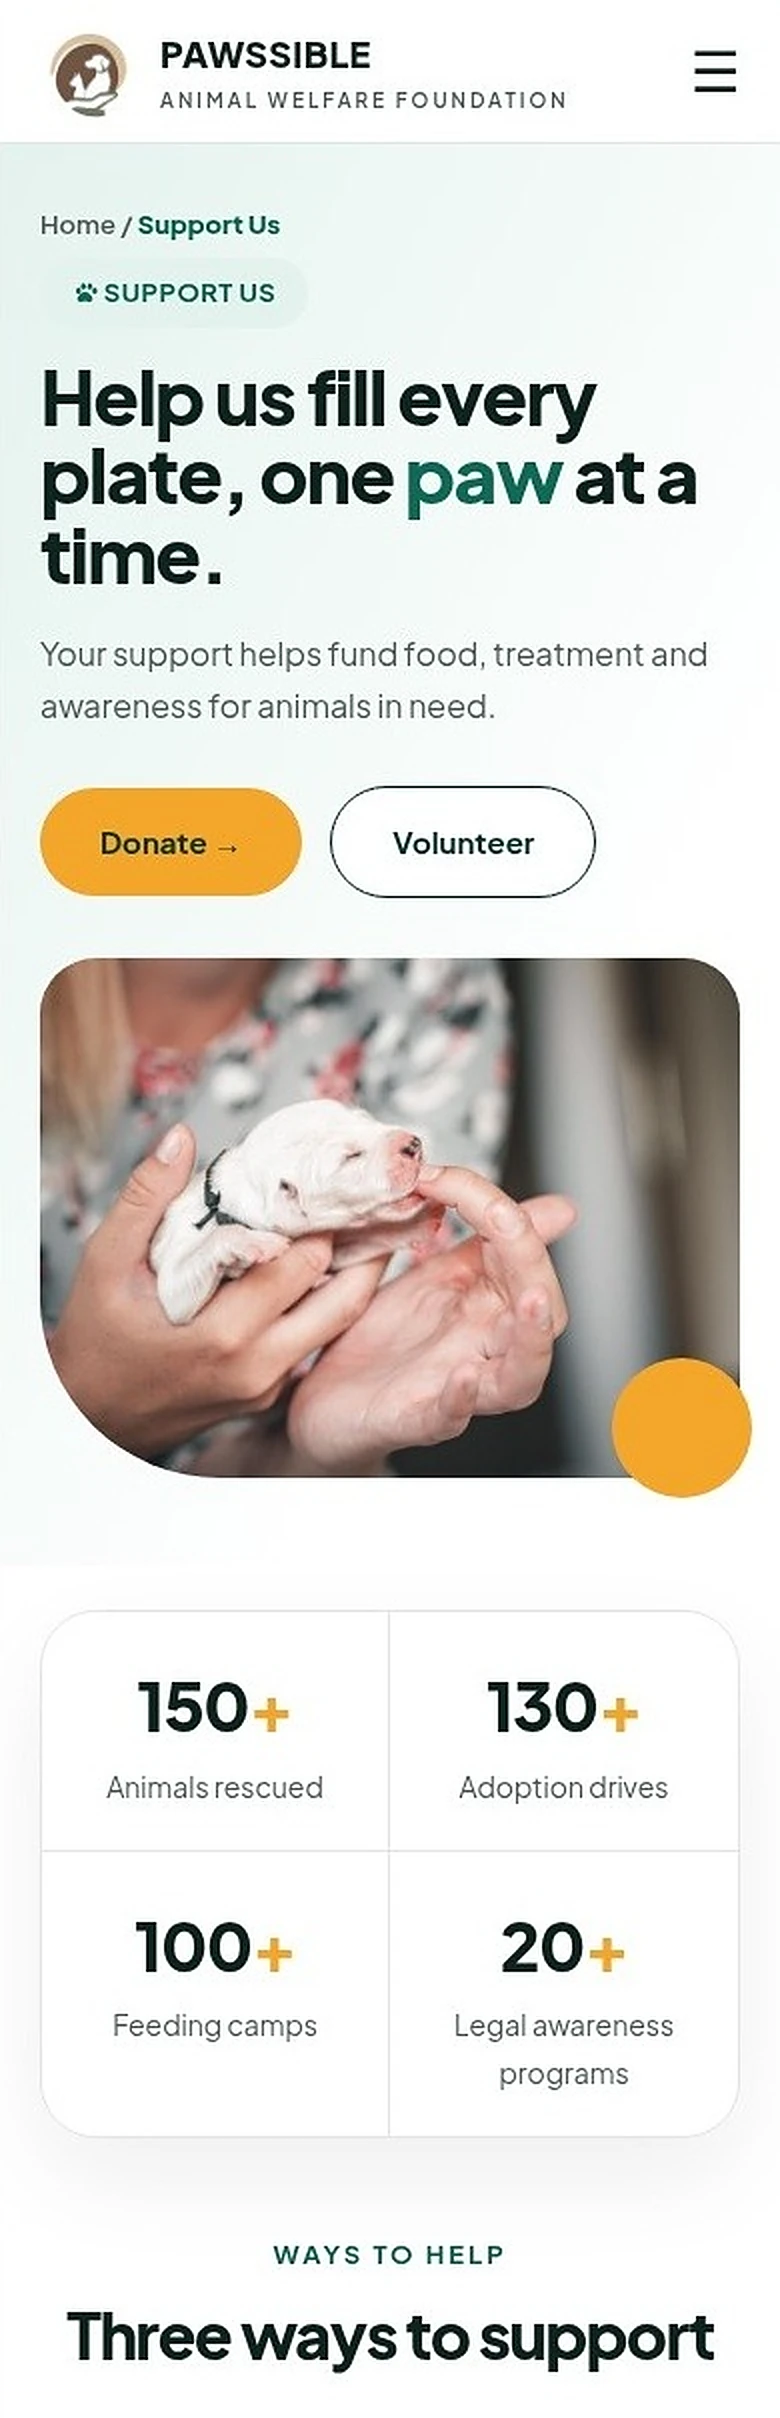 PAWSSIBLE
ANIMAL WELFARE FOUNDATION
Home / Support Us
SUPPORT US
Help us fill every
plate, one paw at a
time.
Your support helps fund food, treatment and
awareness for animals in need.
Donate →
Volunteer
150+
130+
Animals rescued
Adoption drives
100+
20+
Feeding camps
Legal awareness
programs
WAYS TO HELP
Three ways to support